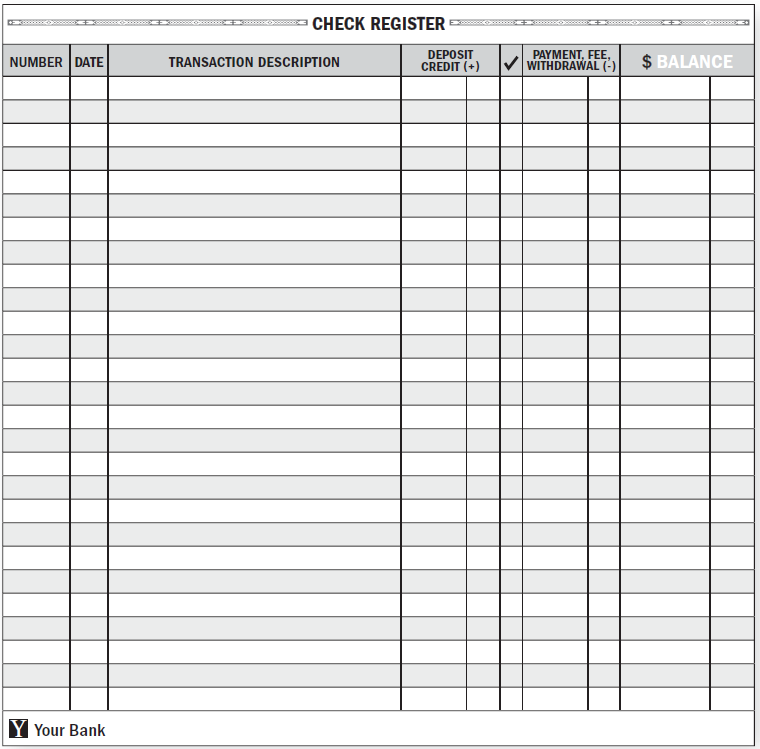 CHECK REGISTER
NUMBER DATE TRANSACTION DESCRIPTION DEPOSIT CREDIT (+) ✓ PAYMENT, FEE, WITHDRAWAL (-) $ BALANCE
Y Your Bank